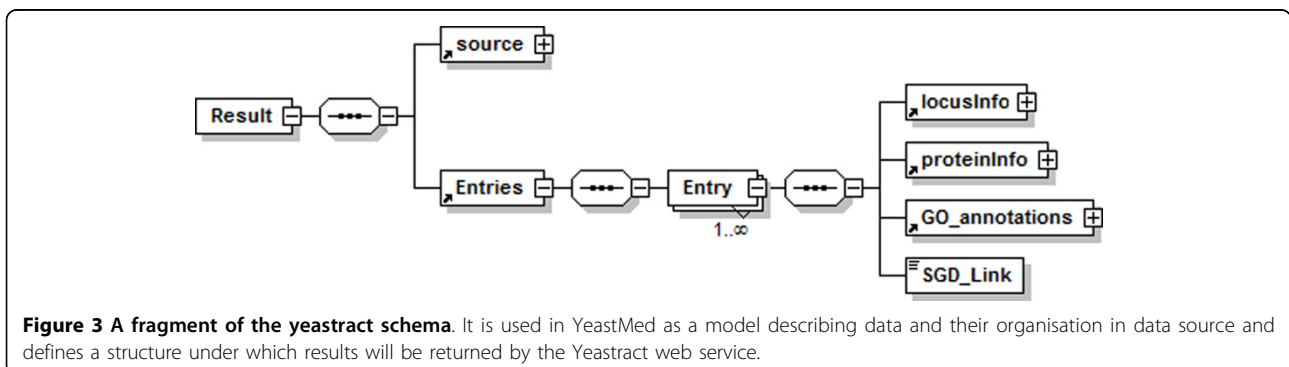 source
Result
Entries
Entry
1..∞
locusInfo
proteinInfo
GO_annotations
SGD_Link
Figure 3 A fragment of the yeastract schema. It is used in YeastMed as a model describing data and their organisation in data source and
defines a structure under which results will be returned by the Yeastract web service.